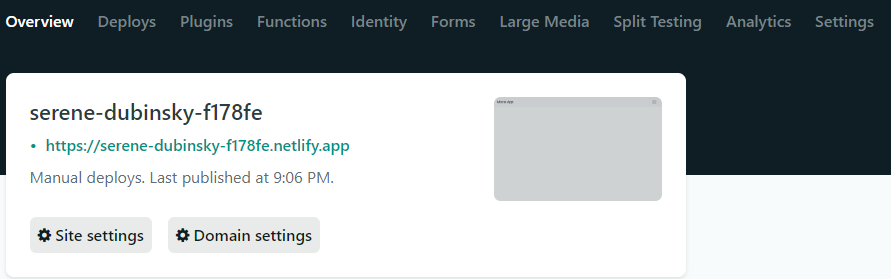 Overview Deploys Plugins Functions Identity Forms Large Media Split Testing Analytics Settings
serene-dubinsky-f178fe
• https://serene-dubinsky-f178fe.netlify.app
Manual deploys. Last published at 9:06 PM.
Site settings Domain settings